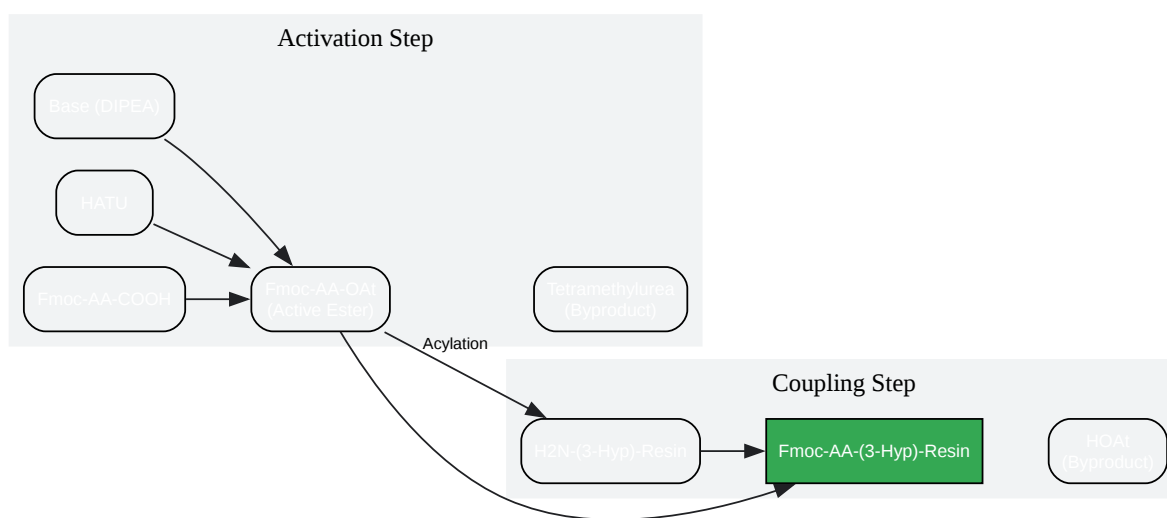 Activation Step
Base (DIPEA)
HATU
Fmoc-AA-COOH
Fmoc-AA-OAt
(Active Ester)
Tetramethylurea
(Byproduct)
Acylation
Coupling Step
H2N-(3-Hyp)-Resin
Fmoc-AA-(3-Hyp)-Resin
HOAt
(Byproduct)